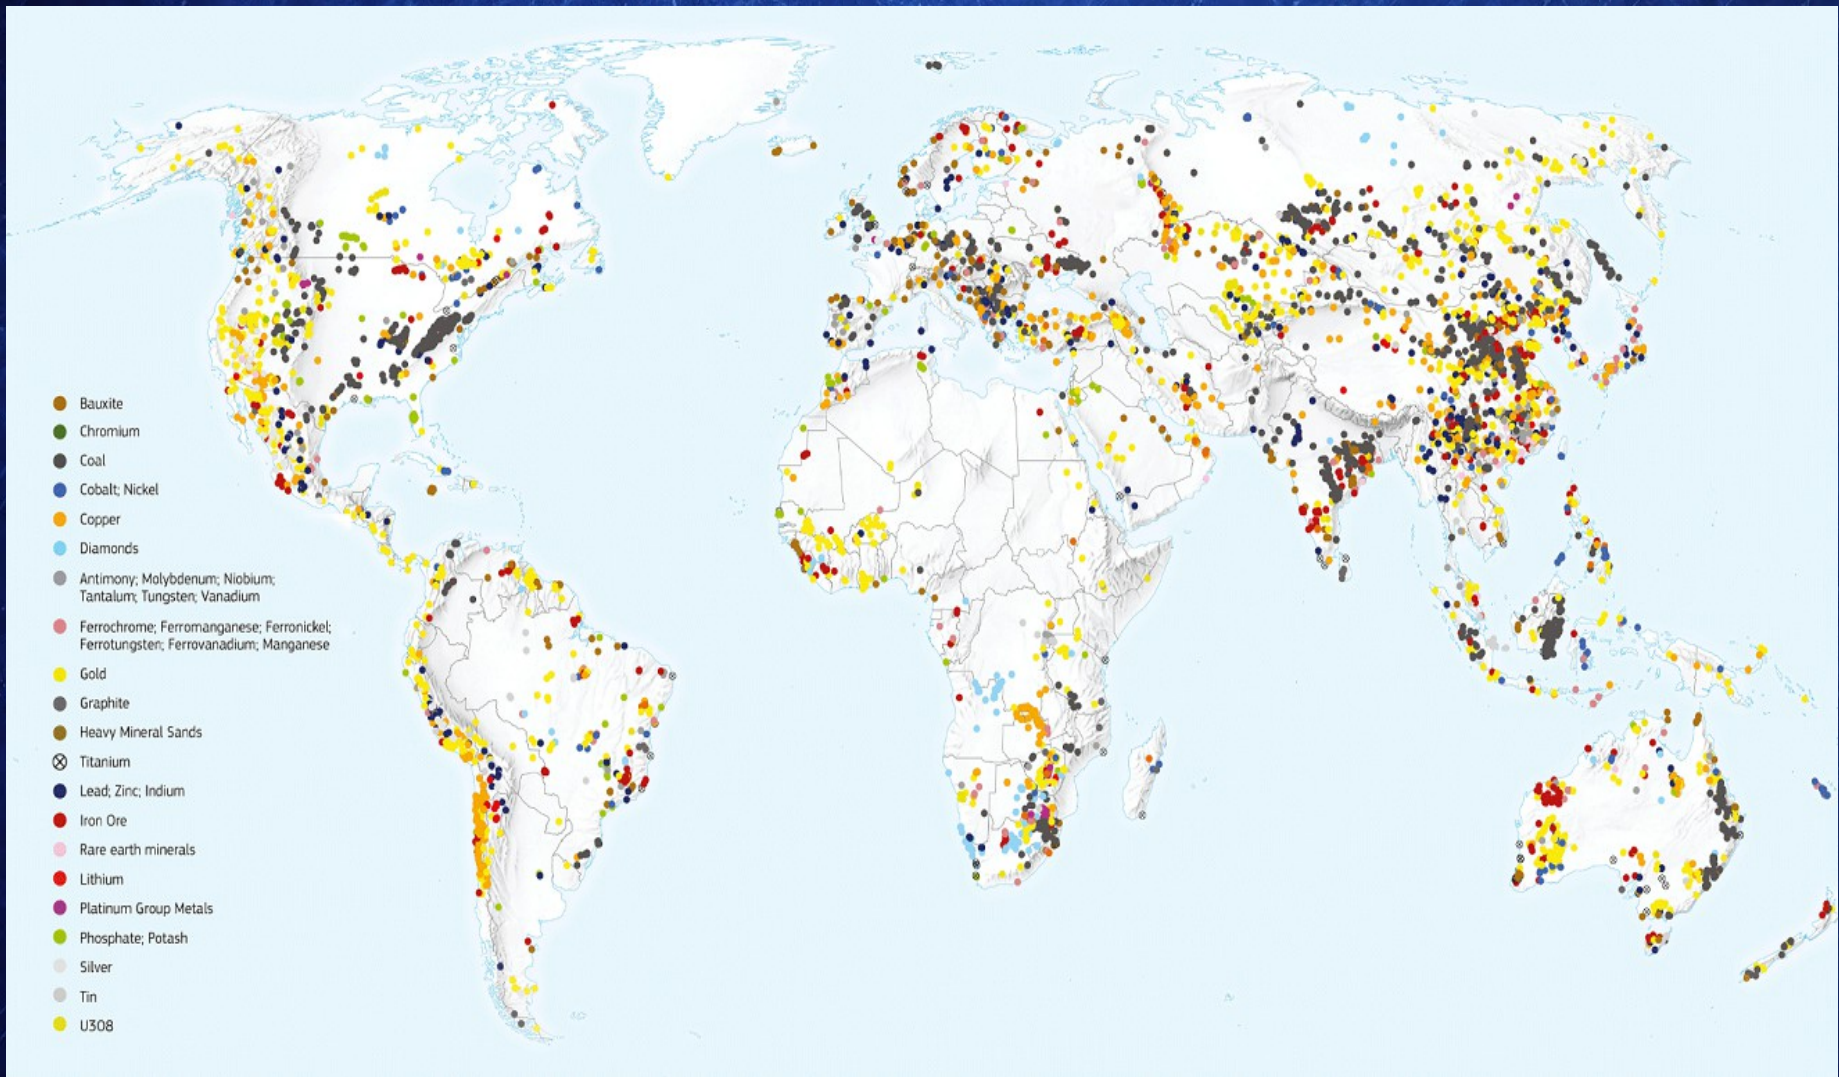 Bauxite
Chromium
Coal
Cobalt; Nickel
Copper
Diamonds
Antimony; Molybdenum; Niobium;
Tantalum; Tungsten; Vanadium
Ferrochrome; Ferromanganese; Ferronickel;
Ferrotungsten; Ferrovanadium; Manganese
Gold
Graphite
Heavy Mineral Sands
Titanium
Lead; Zinc; Indium
Iron Ore
Rare earth minerals
Lithium
Platinum Group Metals
Phosphate; Potash
Silver
Tin
U308